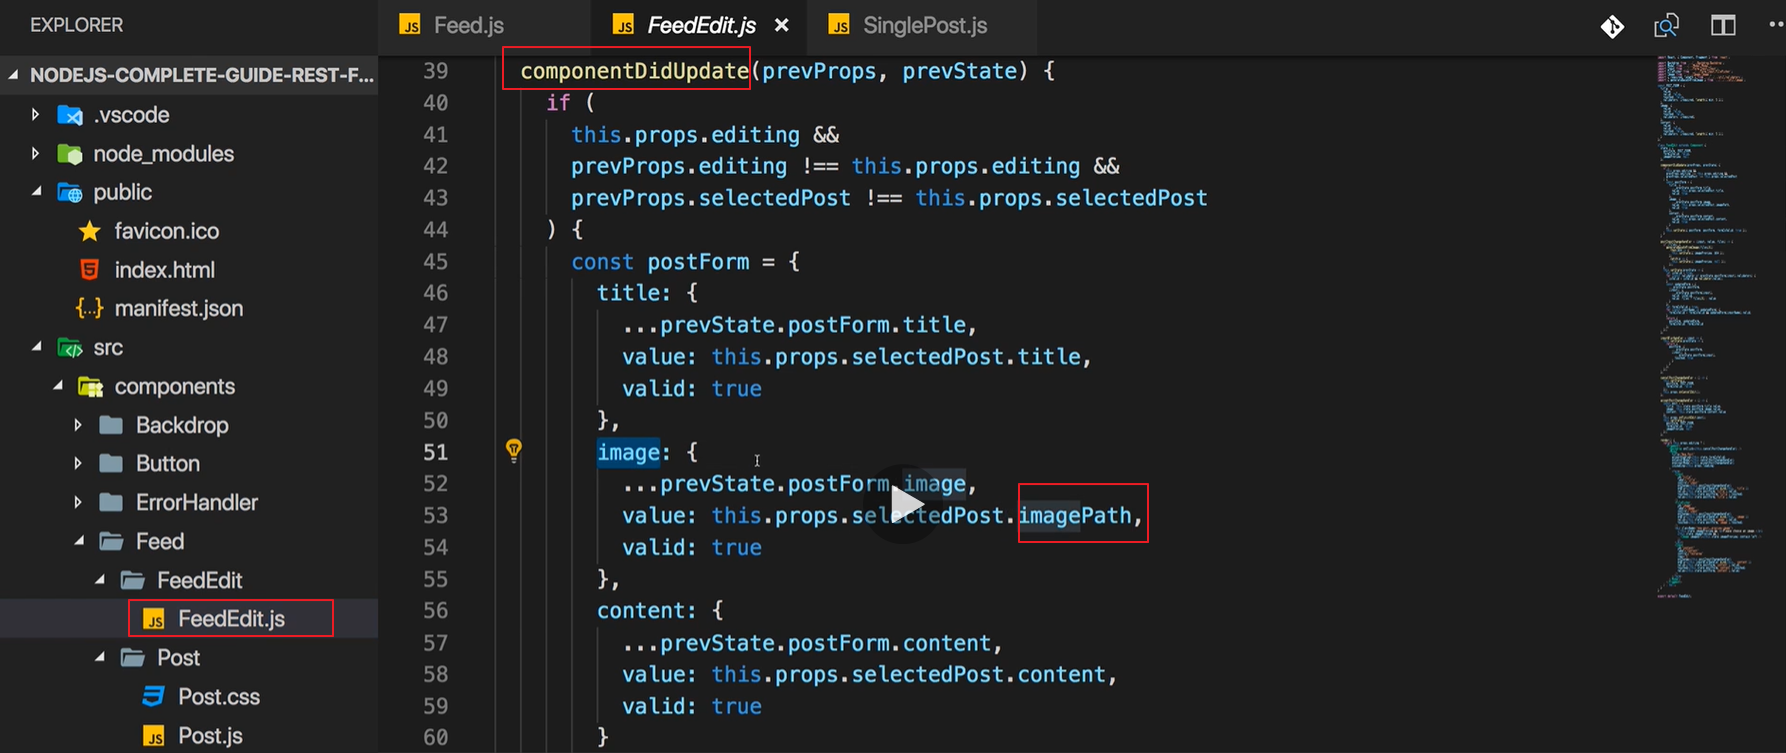 EXPLORER
NODEJS-COMPLETE-GUIDE-REST-F...
.vscode
node_modules
public
favicon.ico
index.html
manifest.json
src
components
Backdrop
Button
ErrorHandler
Feed
FeedEdit
FeedEdit.js
Post
Post.css
Post.js
Feed.js
FeedEdit.js
SinglePost.js
39 componentDidUpdate(prevProps, prevState) {
40 if (
41 this.props.editing &&
42 prevProps.editing !== this.props.editing &&
43 prevProps.selectedPost !== this.props.selectedPost
44 ) {
45 const postForm = {
46 title: {
47 ...prevState.postForm.title,
48 value: this.props.selectedPost.title,
49 valid: true
50 },
51 image: {
52 ...prevState.postForm.image,
53 value: this.props.selectedPost.imagePath,
54 valid: true
55 },
56 content: {
57 ...prevState.postForm.content,
58 value: this.props.selectedPost.content,
59 valid: true
60 }